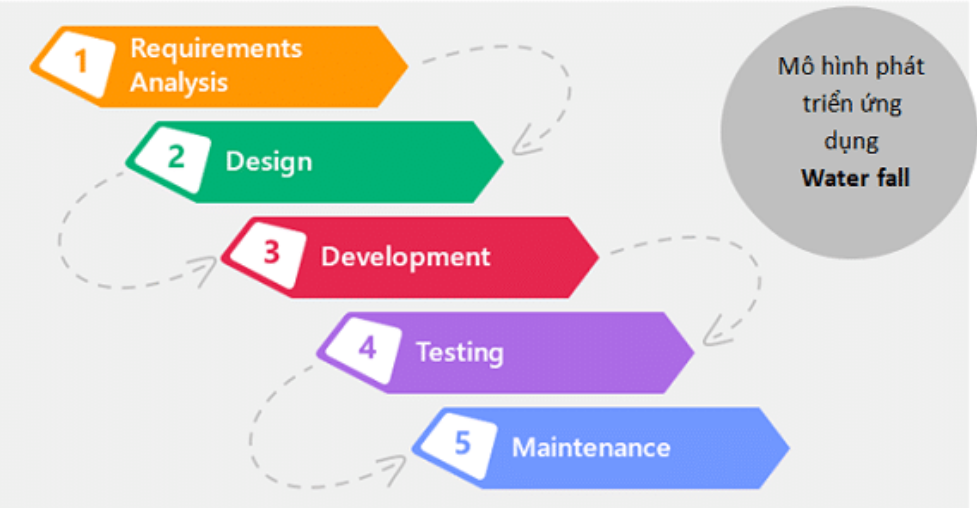 1
Requirements
Analysis
2
Design
3
Development
4
Testing
5
Maintenance
Mô hình phát
triển ứng
dụng
Water fall